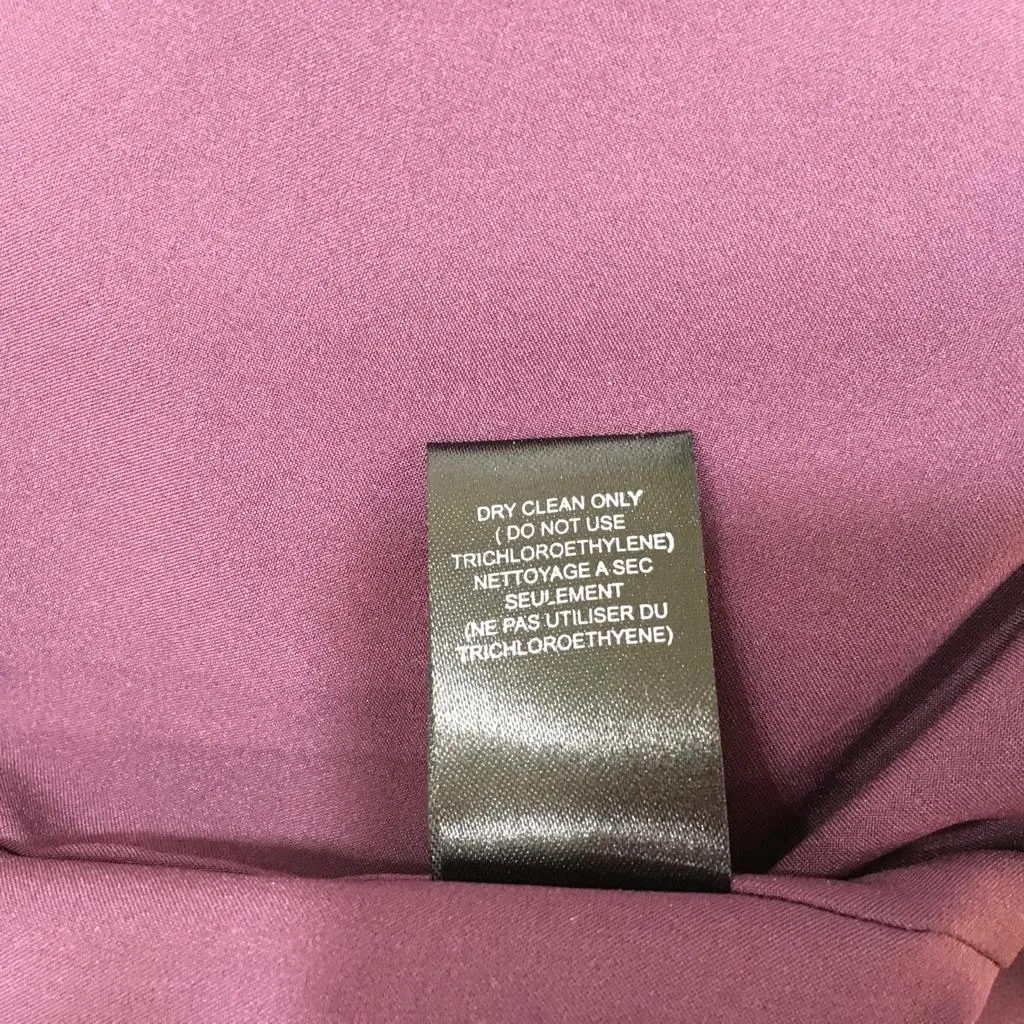 DRY CLEAN ONLY
( DO NOT USE
TRICHLOROETHYLENE)
NETTOYAGE A SEC
SEULEMENT
(NE PAS UTILISER DU
TRICHLOROETHYENE)